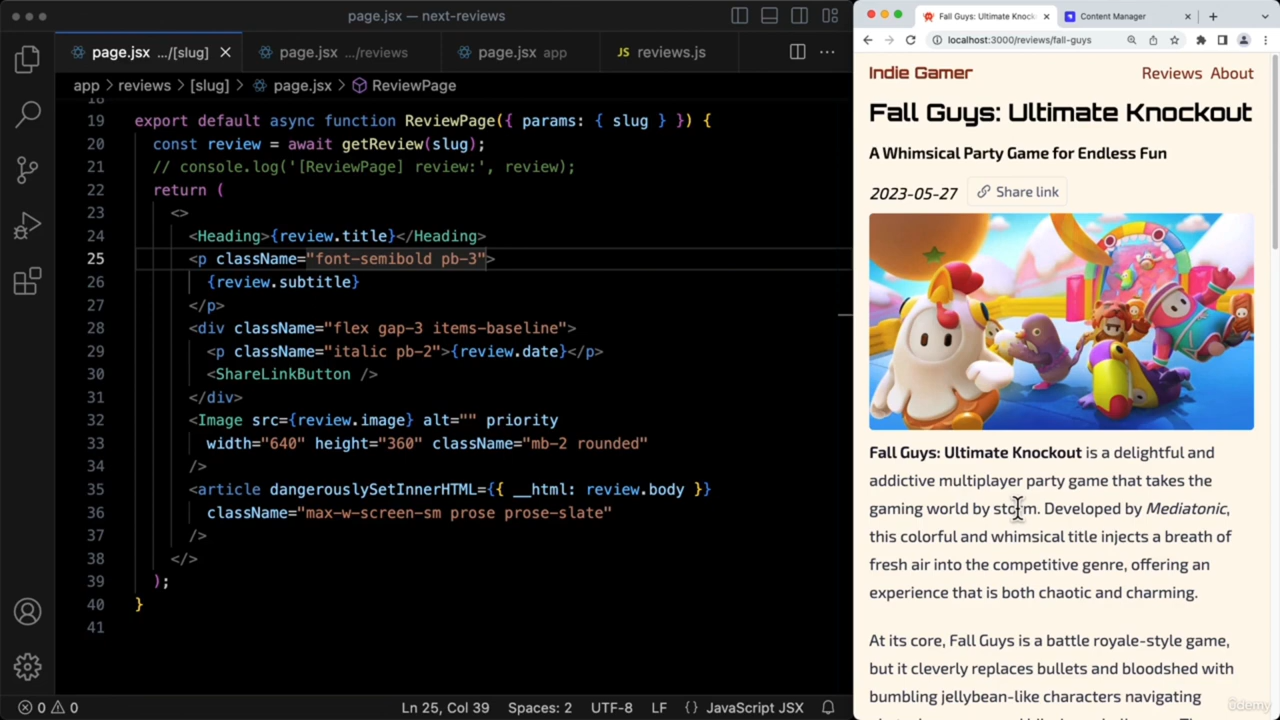 page.jsx — next-reviews
page.jsx .../[slug]
page.jsx .../reviews
page.jsx app
JS reviews.js
app > reviews > [slug] > page.jsx > ReviewPage
18
19 export default async function ReviewPage({ params: { slug } }) {
20 const review = await getReview(slug);
21 // console.log('[ReviewPage] review:', review);
22 return (
23 <>
24 <Heading>{review.title}</Heading>
25 <p className="font-semibold pb-3">
26 {review.subtitle}
27 </p>
28 <div className="flex gap-3 items-baseline">
29 <p className="italic pb-2">{review.date}</p>
30 <ShareLinkButton />
31 </div>
32 <Image src={review.image} alt="" priority
33 width="640" height="360" className="mb-2 rounded"
34 />
35 <article dangerouslySetInnerHTML={{ __html: review.body }}
36 className="max-w-screen-sm prose prose-slate"
37 />
38 </>
39 );
40 }
41
0 0 Ln 25, Col 39 Spaces: 2 UTF-8 LF {} JavaScript JSX
Fall Guys: Ultimate Knock
Content Manager
localhost:3000/reviews/fall-guys
Indie Gamer Reviews About
Fall Guys: Ultimate Knockout
A Whimsical Party Game for Endless Fun
2023-05-27 Share link
Fall Guys: Ultimate Knockout is a delightful and
addictive multiplayer party game that takes the
gaming world by storm. Developed by Mediatonic,
this colorful and whimsical title injects a breath of
fresh air into the competitive genre, offering an
experience that is both chaotic and charming.
At its core, Fall Guys is a battle royale-style game,
but it cleverly replaces bullets and bloodshed with
bumbling jellybean-like characters navigating
ûdemy